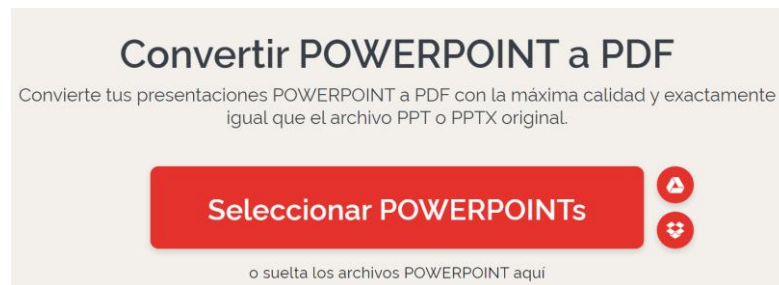 Convertir POWERPOINT a PDF
Convierte tus presentaciones POWERPOINT a PDF con la máxima calidad y exactamente
igual que el archivo PPT o PPTX original.
Seleccionar POWERPOINTs
o suelta los archivos POWERPOINT aquí